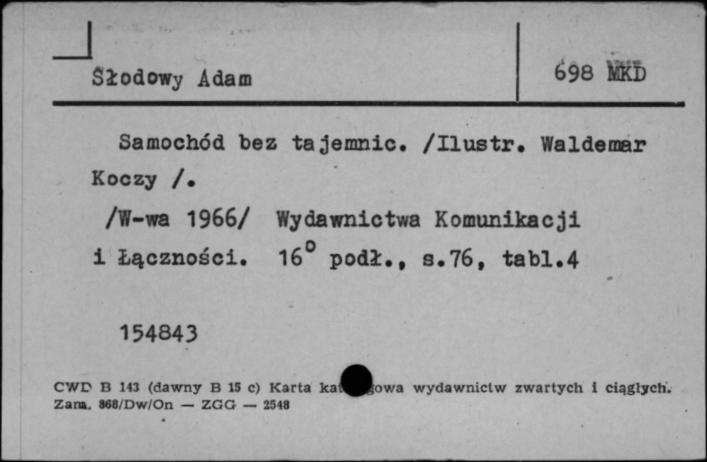 Słodowy Adam
698 MKD
Samochód bez tajemnic. /Ilustr. Waldemar
Koczy /.
/W-wa 1966/ Wydawnictwa Komunikacji
i Łączności. 16° podł., s.76, tabl.4
154843
CWD B 143 (dawny B 15 c) Karta wydawnictw zwartych i ciągłych.
Zam. 868/Dw/On — ZGG — 2548